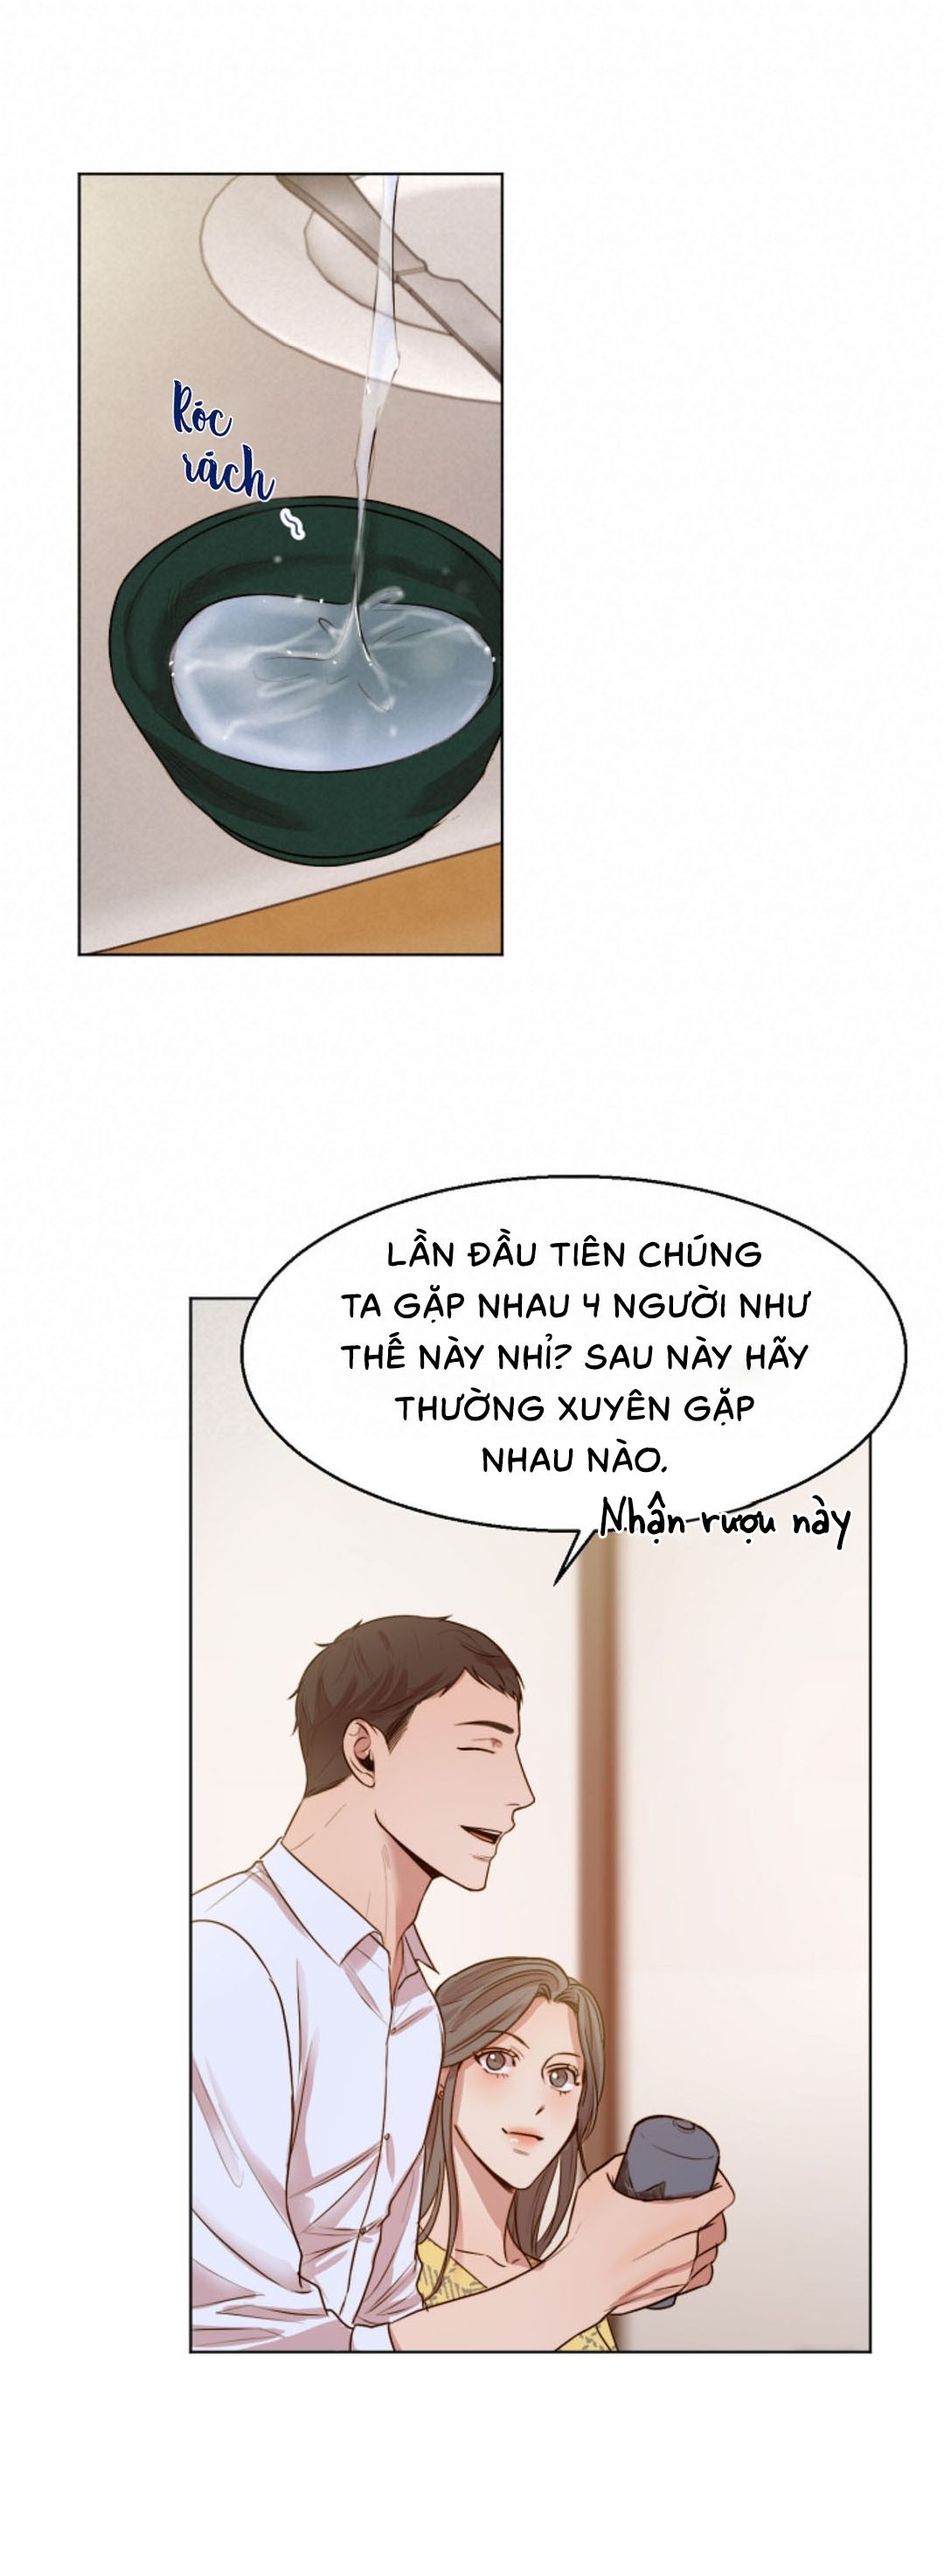 Róc
rách
LẦN ĐẦU TIÊN CHÚNG
TA GẶP NHAU 4 NGƯỜI NHƯ
THẾ NÀY NHỈ? SAU NÀY HÃY
THƯỜNG XUYÊN GẶP
NHAU NÀO.
Nhận rượu này